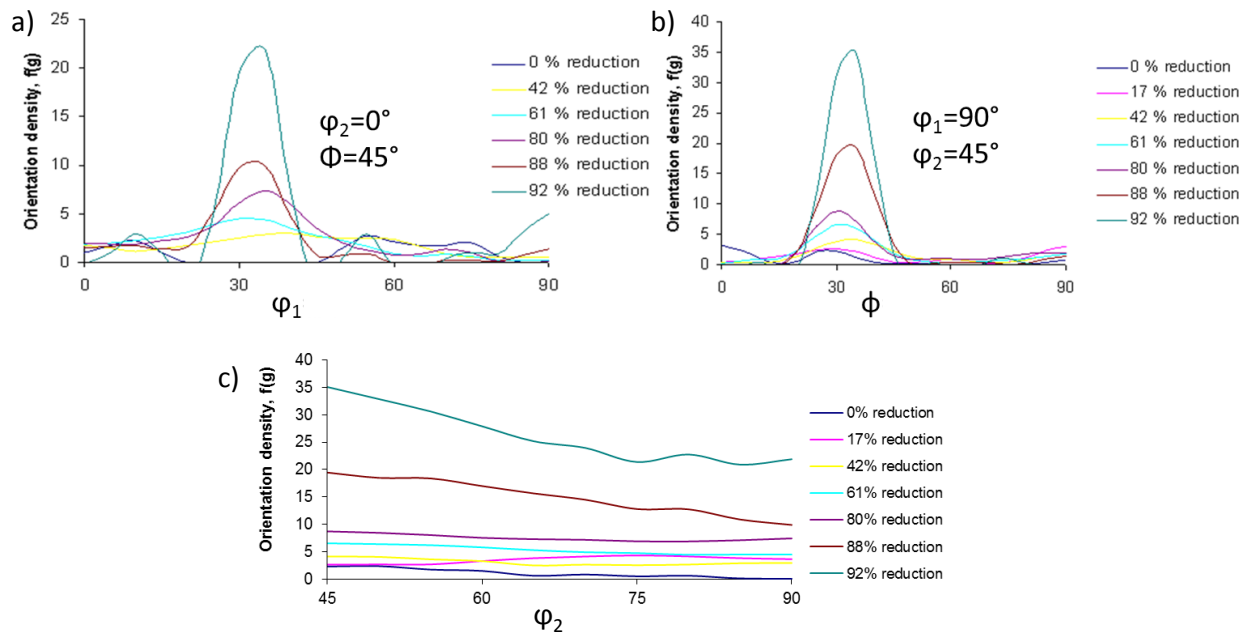 a)
Orientation density, f(g)
25
20
15
10
5
0
0 30 60 90
φ1
φ2=0°
Φ=45°
0 % reduction
42 % reduction
61 % reduction
80 % reduction
88 % reduction
92 % reduction
b)
Orientation density, f(g)
40
35
30
25
20
15
10
5
0
0 30 60 90
ϕ
φ1=90°
φ2=45°
0 % reduction
17 % reduction
42 % reduction
61 % reduction
80 % reduction
88 % reduction
92 % reduction
c)
Orientation density, f(g)
40
35
30
25
20
15
10
5
0
45 60 75 90
φ2
0% reduction
17% reduction
42% reduction
61% reduction
80% reduction
88% reduction
92% reduction